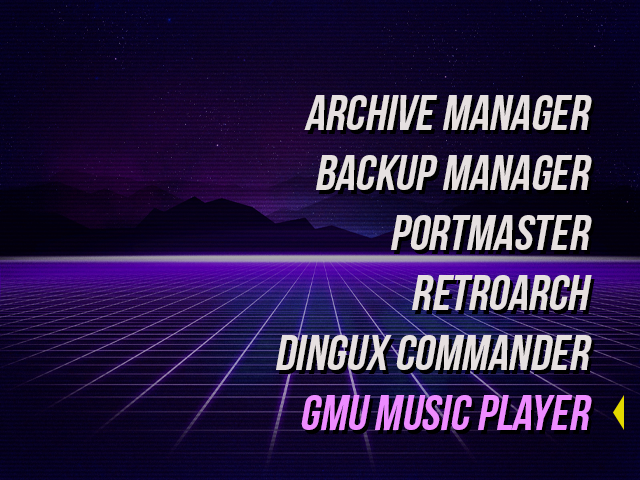 ARCHIVE MANAGER
BACKUP MANAGER
PORTMASTER
RETROARCH
DINGUX COMMANDER
GMU MUSIC PLAYER